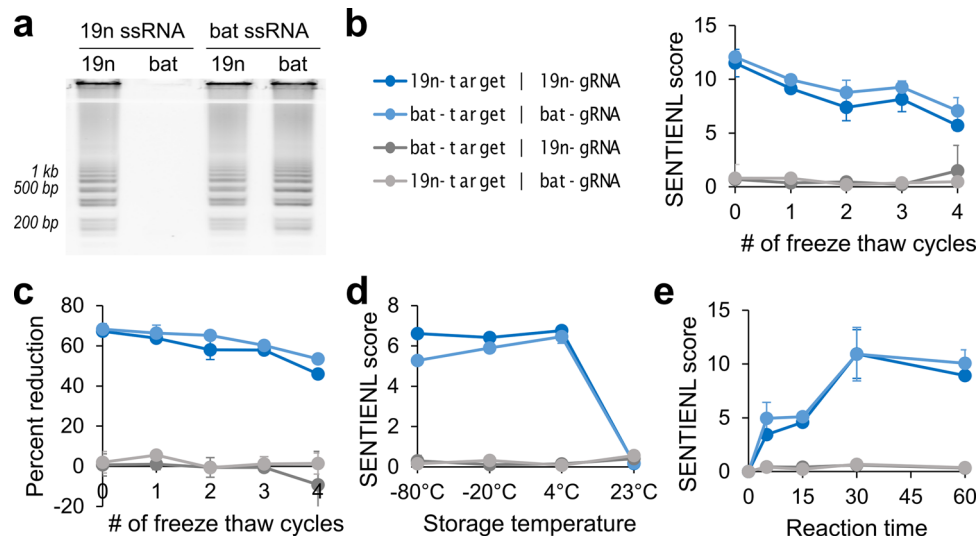 a
19n ssRNA bat ssRNA
19n bat 19n bat
1 kb
500 bp
200 bp
b
19n-target | 19n-gRNA
bat-target | bat-gRNA
bat-target | 19n-gRNA
19n-target | bat-gRNA
SENTIENL score
15
10
5
0
0 1 2 3 4
# of freeze thaw cycles
c
Percent reduction
80
60
40
20
0
-20
0 1 2 3 4
# of freeze thaw cycles
d
SENTIENL score
8
6
4
2
0
-80°C -20°C 4°C 23°C
Storage temperature
e
SENTIENL score
15
10
5
0
0 15 30 45 60
Reaction time